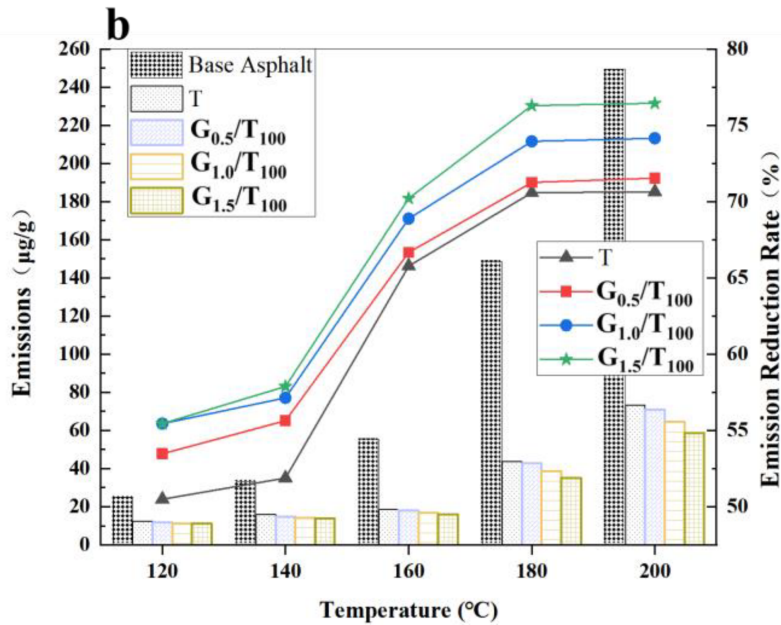 b
260
240
220
200
180
160
140
120
100
80
60
40
20
0
Emissions（μg/g）
Base Asphalt
T
G0.5/T100
G1.0/T100
G1.5/T100
T
G0.5/T100
G1.0/T100
G1.5/T100
80
75
70
65
60
55
50
Emission Reduction Rate（%）
120 140 160 180 200
Temperature (℃)